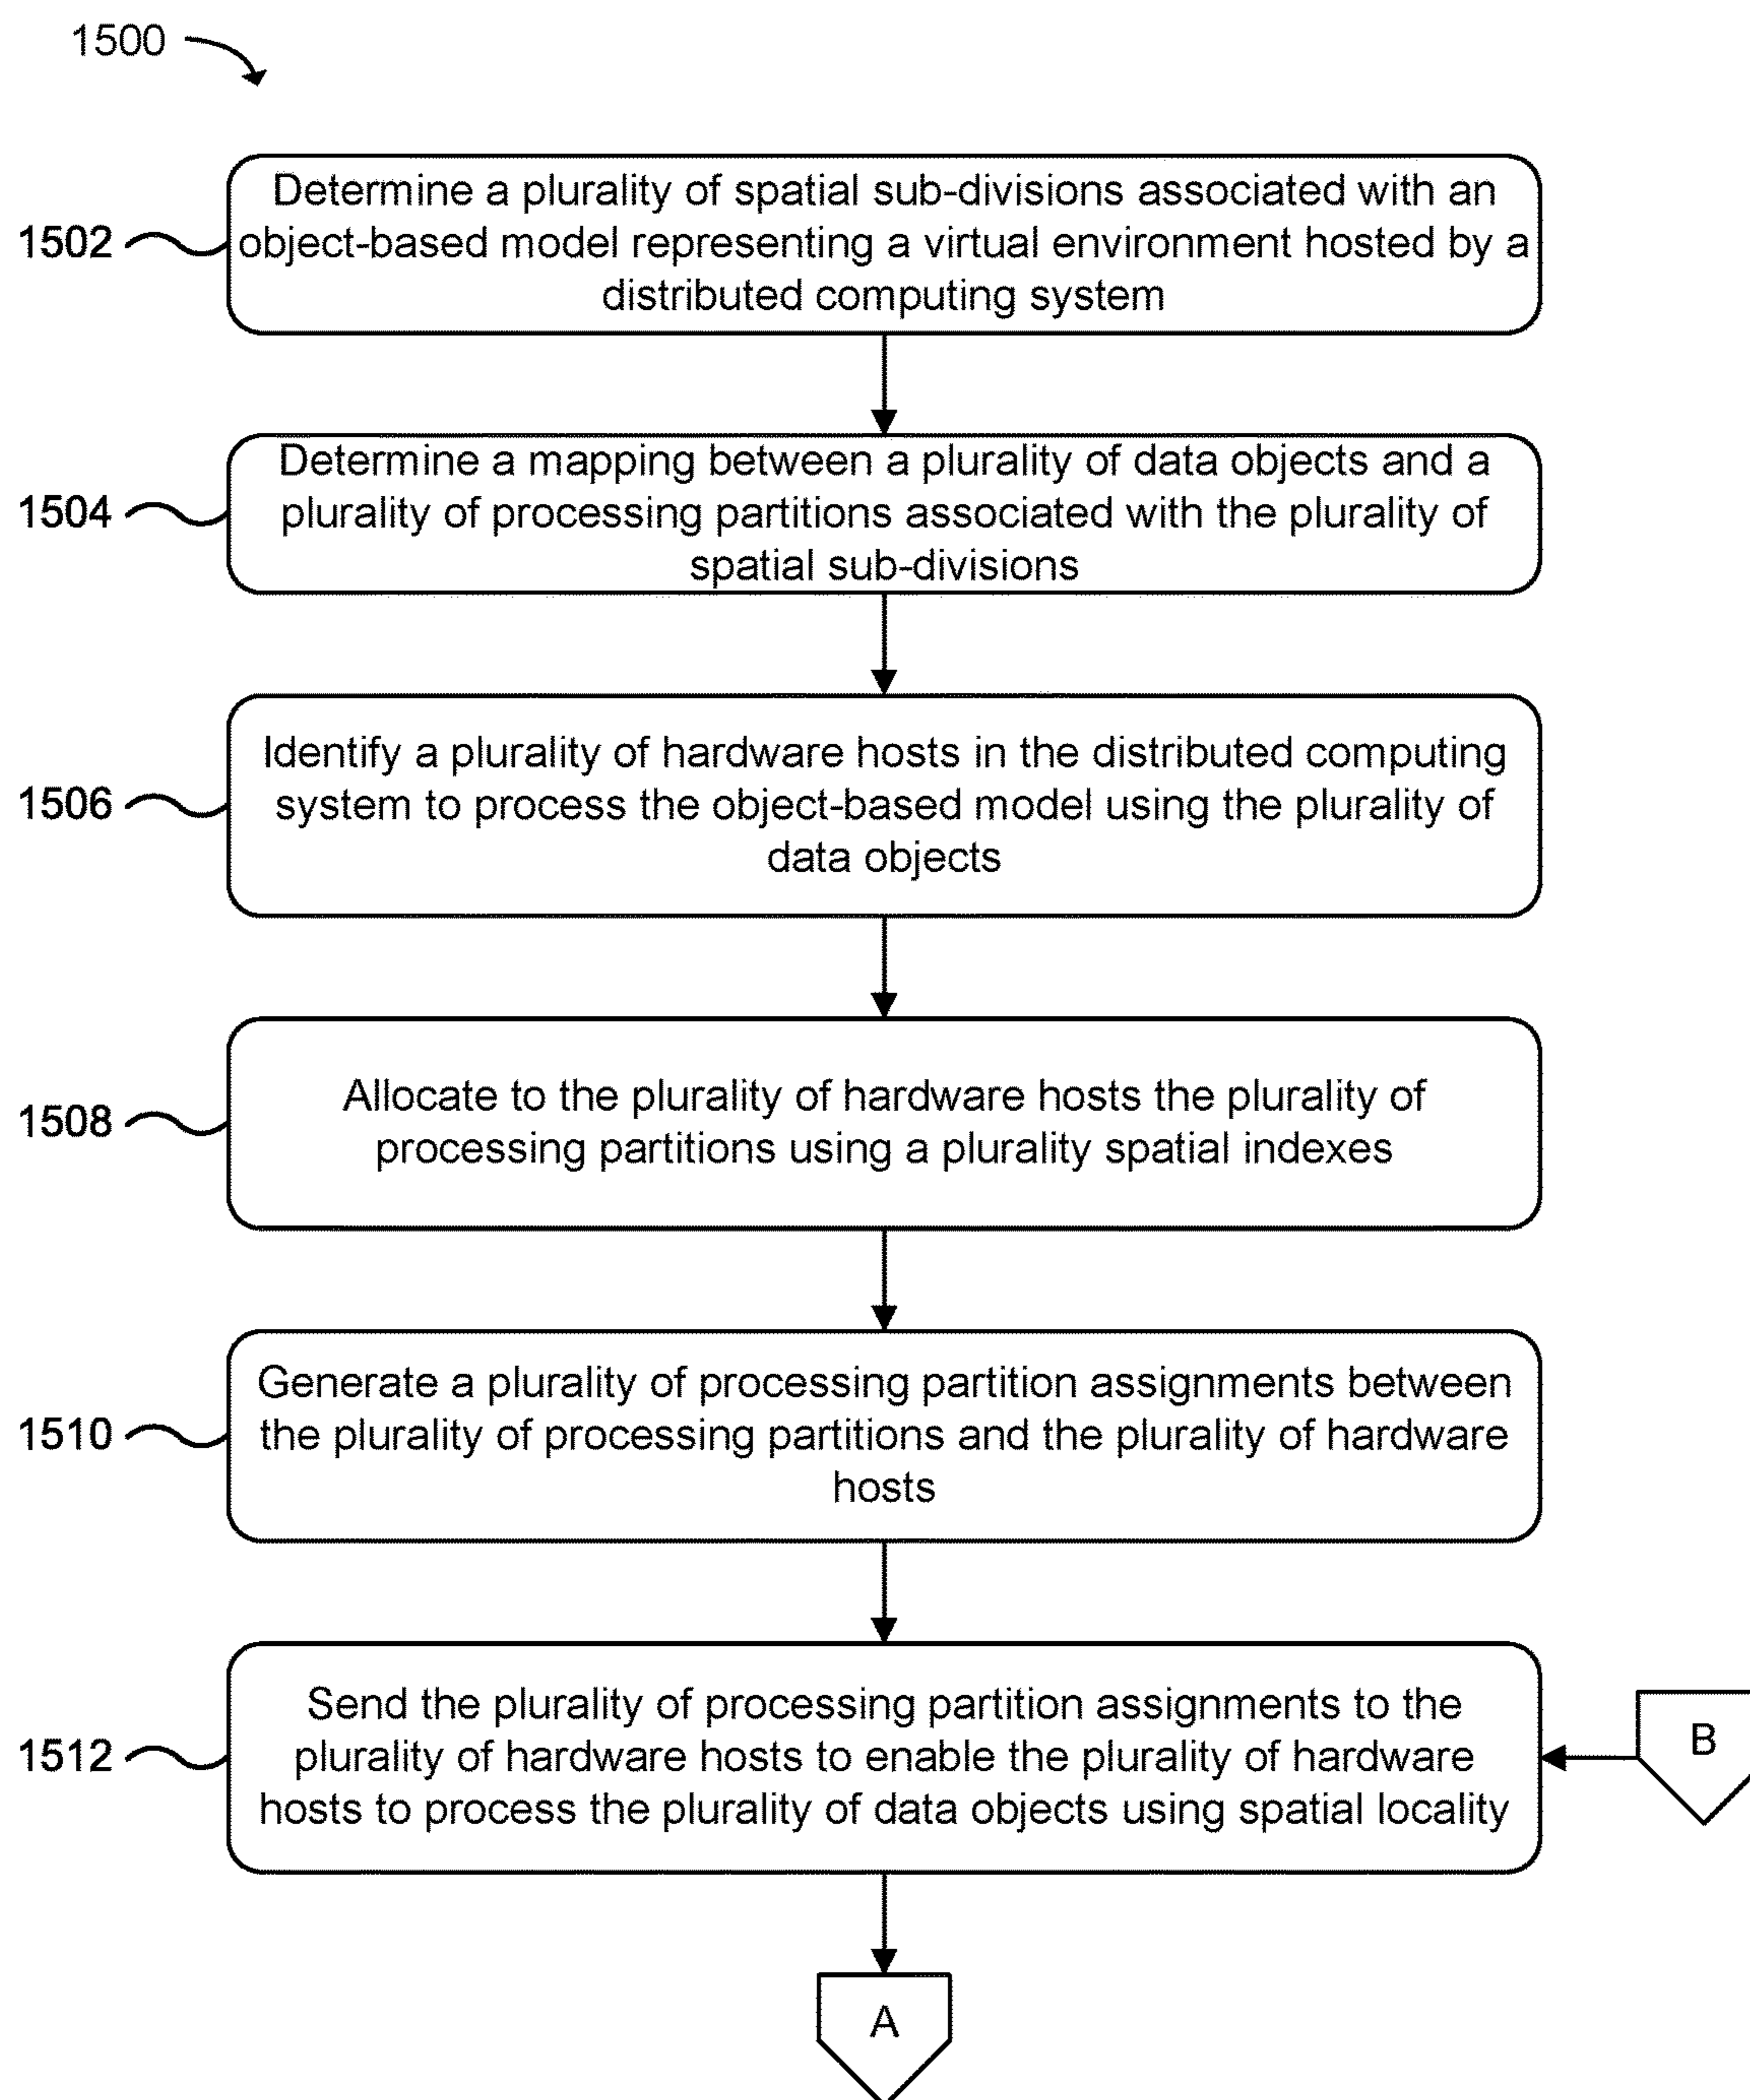 1500
Determine a plurality of spatial sub-divisions associated with an
1502
object-based model representing a virtual environment hosted by a
distributed computing system
Determine a mapping between a plurality of data objects and a
1504
plurality of processing partitions associated with the plurality of
spatial sub-divisions
Identify a plurality of hardware hosts in the distributed computing
1506
system to process the object-based model using the plurality of
data objects
1508
Allocate to the plurality of hardware hosts the plurality of
processing partitions using a plurality spatial indexes
Generate a plurality of processing partition assignments between
1510
the plurality of processing partitions and the plurality of hardware
hosts
Send the plurality of processing partition assignments to the
1512
plurality of hardware hosts to enable the plurality of hardware
hosts to process the plurality of data objects using spatial locality
B
A